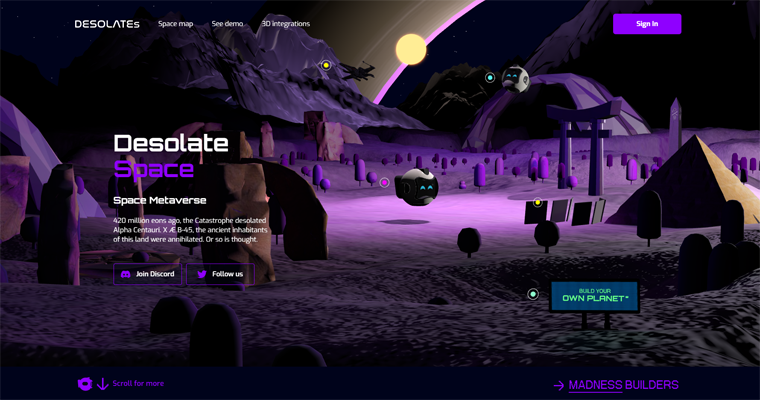 DESOLATEs
Space map
See demo
3D integrations
Sign In
Desolate
Space
Space Metaverse
420 million eons ago, the Catastrophe desolated
Alpha Centauri. X Æ B-45, the ancient inhabitants
of this land were annihilated. Or so is thought.
Join Discord
Follow us
BUILD YOUR
OWN PLANET™
Scroll for more
MADNESS BUILDERS